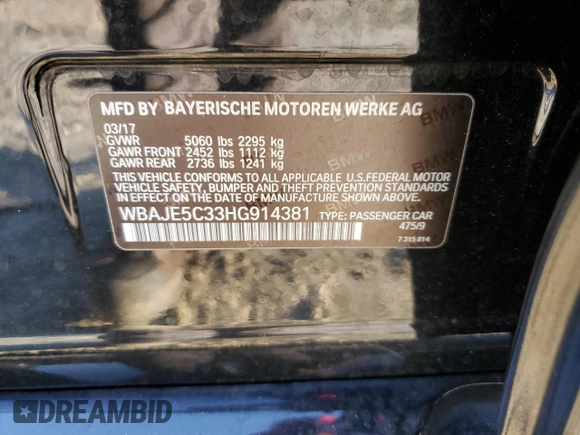 MFD BY BAYERISCHE MOTOREN WERKE AG
03/17
GVWR 5060 lbs 2295 kg
GAWR FRONT 2452 lbs 1112 kg
GAWR REAR 2736 lbs 1241 kg
THIS VEHICLE CONFORMS TO ALL APPLICABLE U.S.FEDERAL MOTOR
VEHICLE SAFETY, BUMPER AND THEFT PREVENTION STANDARDS
IN EFFECT ON THE DATE OF MANUFACTURE SHOWN ABOVE.
WBAJE5C33HG914381 TYPE: PASSENGER CAR
475/9
7 315 814
DREAMBID